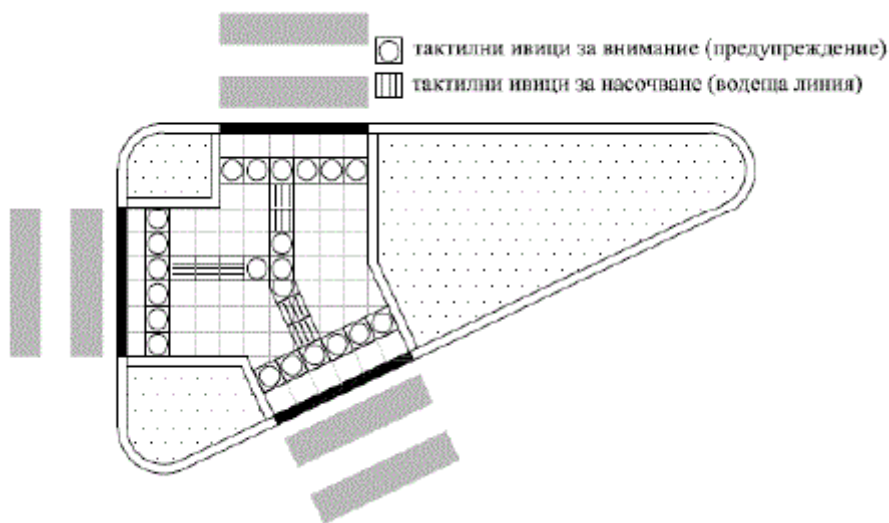 тактилни ивици за внимание (предупреждение)
тактилни ивици за насочване (водеща линия)